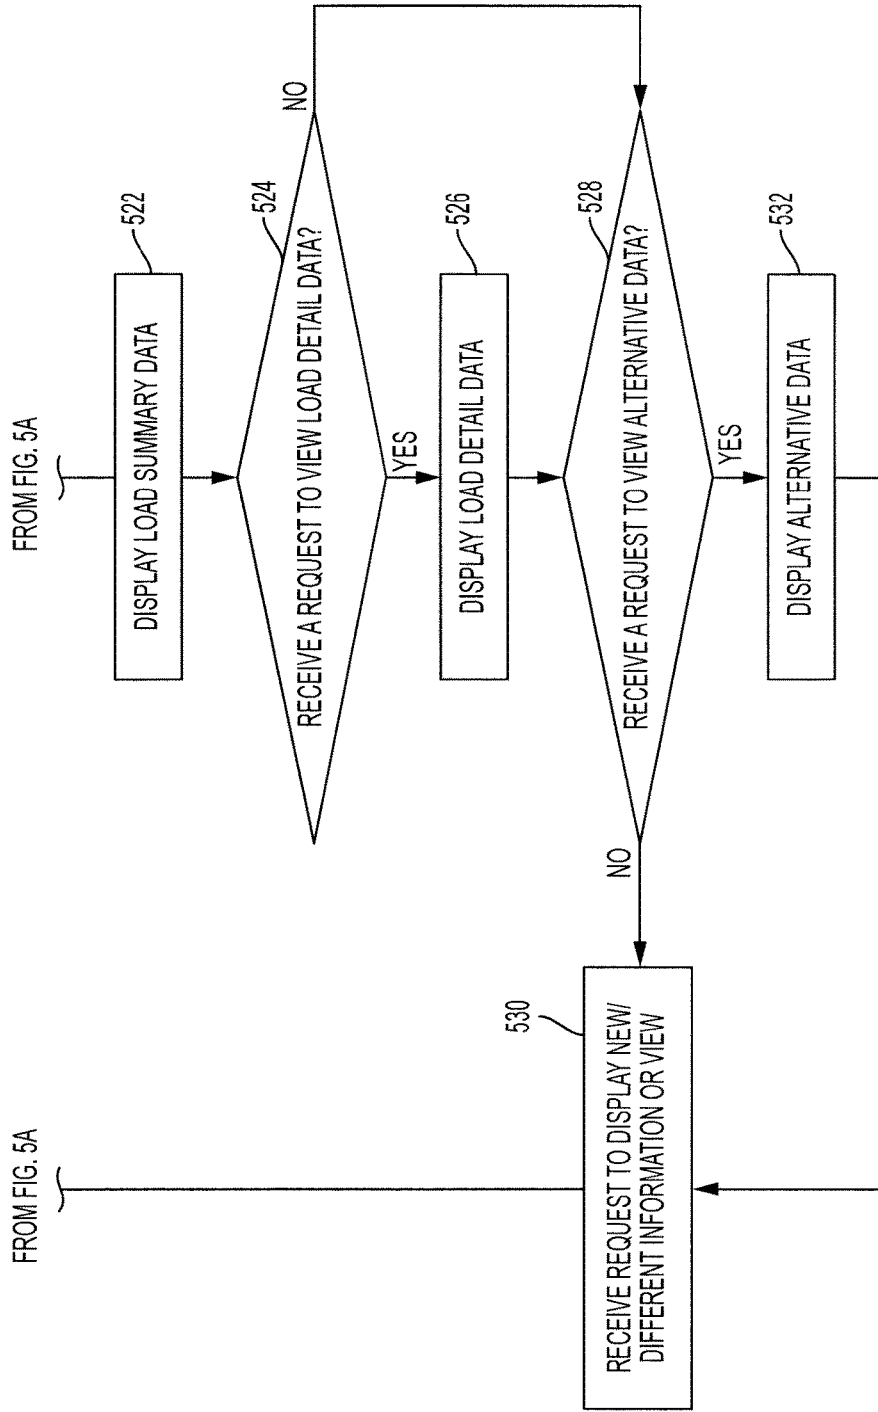 FROM FIG. 5A
522
DISPLAY LOAD SUMMARY DATA
524
NO
RECEIVE A REQUEST TO VIEW LOAD DETAIL DATA?
YES
526
DISPLAY LOAD DETAIL DATA
528
RECEIVE A REQUEST TO VIEW ALTERNATIVE DATA?
NO
YES
532
DISPLAY ALTERNATIVE DATA
FROM FIG. 5A
530
RECEIVE REQUEST TO DISPLAY NEW/
DIFFERENT INFORMATION OR VIEW